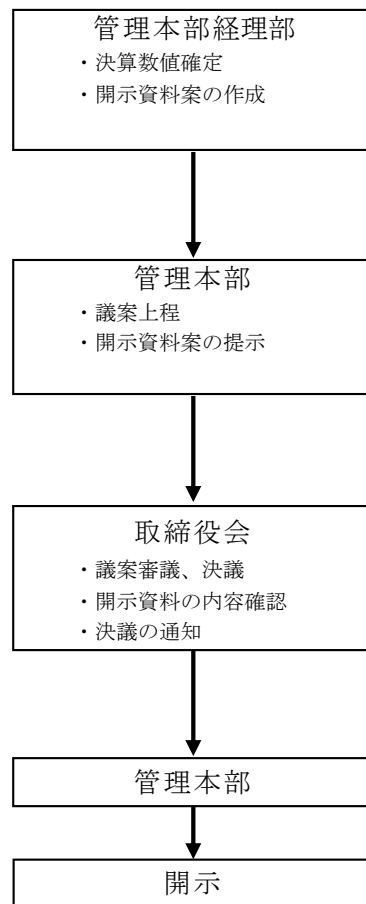 管理本部経理部
・決算数値確定
・開示資料案の作成
管理本部
・議案上程
・開示資料案の提示
取締役会
・議案審議、決議
・開示資料の内容確認
・決議の通知
管理本部
開示